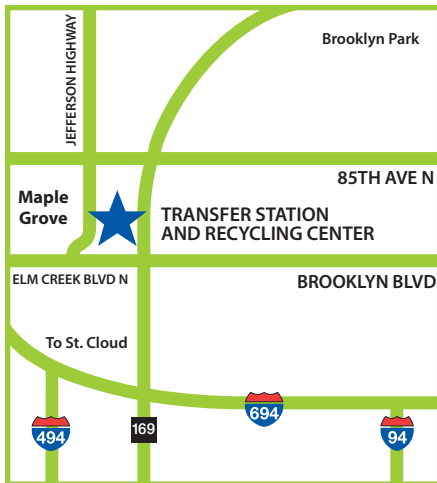 Brooklyn Park
JEFFERSON HIGHWAY
85TH AVE N
Maple
Grove
TRANSFER STATION
AND RECYCLING CENTER
ELM CREEK BLVD N
BROOKLYN BLVD
To St. Cloud
694
494
169
94